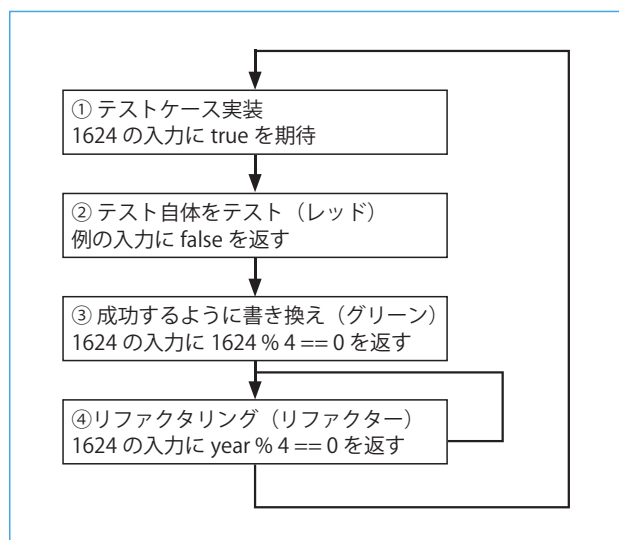 ① テストケース実装
1624 の入力に true を期待
② テスト自体をテスト（レッド）
例の入力に false を返す
③ 成功するように書き換え（グリーン）
1624 の入力に 1624 % 4 == 0 を返す
④リファクタリング（リファクター）
1624 の入力に year % 4 == 0 を返す